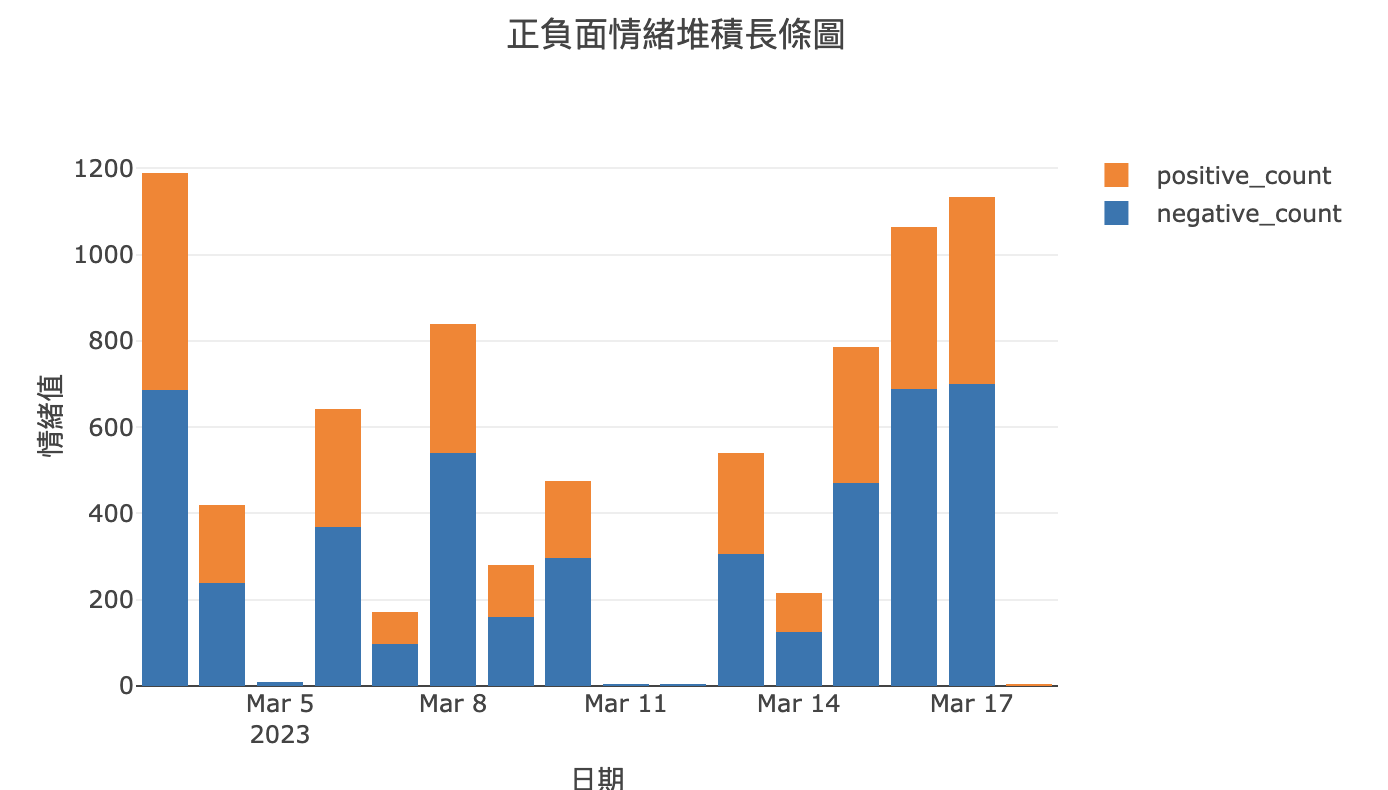 正負面情緒堆積長條圖
1200
1000
800
600
400
200
0
情緒值
Mar 5
2023
Mar 8
Mar 11
Mar 14
Mar 17
日期
positive_count
negative_count